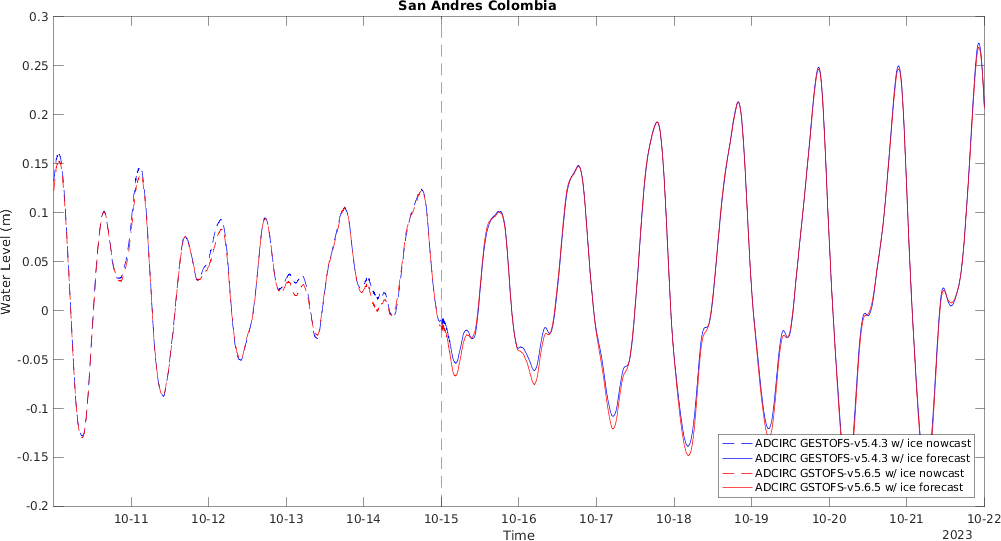 San Andres Colombia
0.3
0.25
0.2
0.15
0.1
0.05
0
-0.05
-0.1
-0.15
-0.2
Water Level (m)
10-11 10-12 10-13 10-14 10-15 10-16 10-17 10-18 10-19 10-20 10-21 10-22
Time
2023
ADCIRC GESTOFS-v5.4.3 w/ ice nowcast
ADCIRC GESTOFS-v5.4.3 w/ ice forecast
ADCIRC GSTOFS-v5.6.5 w/ ice nowcast
ADCIRC GSTOFS-v5.6.5 w/ ice forecast